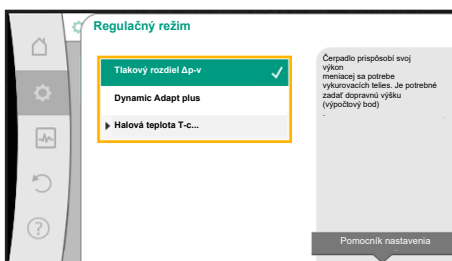 Regulačný režim
Tlakový rozdiel Δp-v
Dynamic Adapt plus
Halová teplota T-c...
Čerpadlo prispôsobí svoj
výkon
meniacej sa potrebe
vykurovacích telies. Je potrebné
zadať dopravnú výšku
(výpočtový bod)
.
Pomocník nastavenia